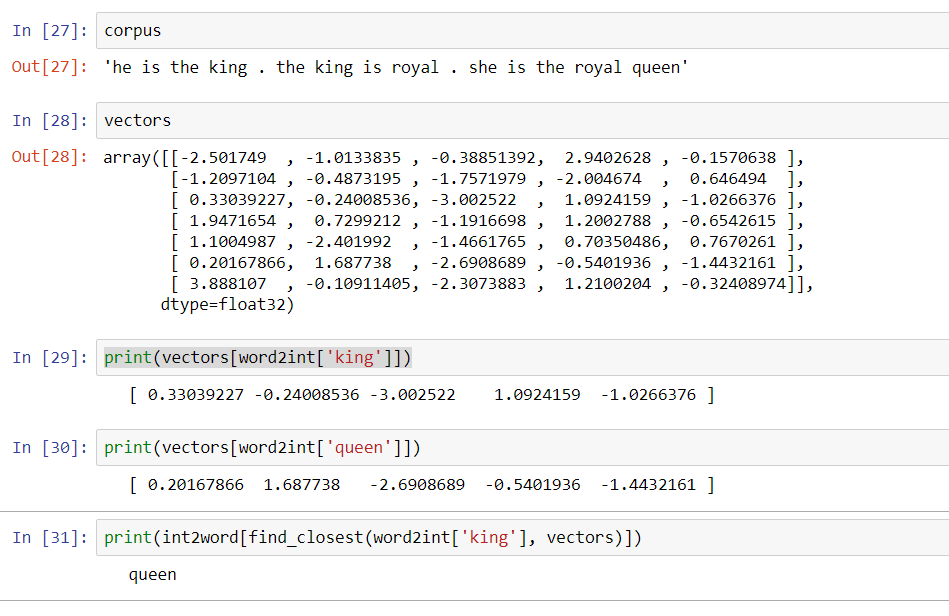 In [27]: corpus
Out[27]: 'he is the king . the king is royal . she is the royal queen'
In [28]: vectors
Out[28]: array([[-2.501749  , -1.0133835 , -0.38851392,  2.9402628 , -0.1570638 ],
[-1.2097104 , -0.4873195 , -1.7571979 , -2.004674  ,  0.646494  ],
[ 0.33039227, -0.24008536, -3.002522  ,  1.0924159 , -1.0266376 ],
[ 1.9471654 ,  0.7299212 , -1.1916698 ,  1.2002788 , -0.6542615 ],
[ 1.1004987 , -2.401992  , -1.4661765 ,  0.70350486,  0.7670261 ],
[ 0.20167866,  1.687738  , -2.6908689 , -0.5401936 , -1.4432161 ],
[ 3.888107  , -0.10911405, -2.3073883 ,  1.2100204 , -0.32408974]],
dtype=float32)
In [29]: print(vectors[word2int['king']])
[ 0.33039227 -0.24008536 -3.002522    1.0924159  -1.0266376 ]
In [30]: print(vectors[word2int['queen']])
[ 0.20167866  1.687738   -2.6908689  -0.5401936  -1.4432161 ]
In [31]: print(int2word[find_closest(word2int['king'], vectors)])
queen